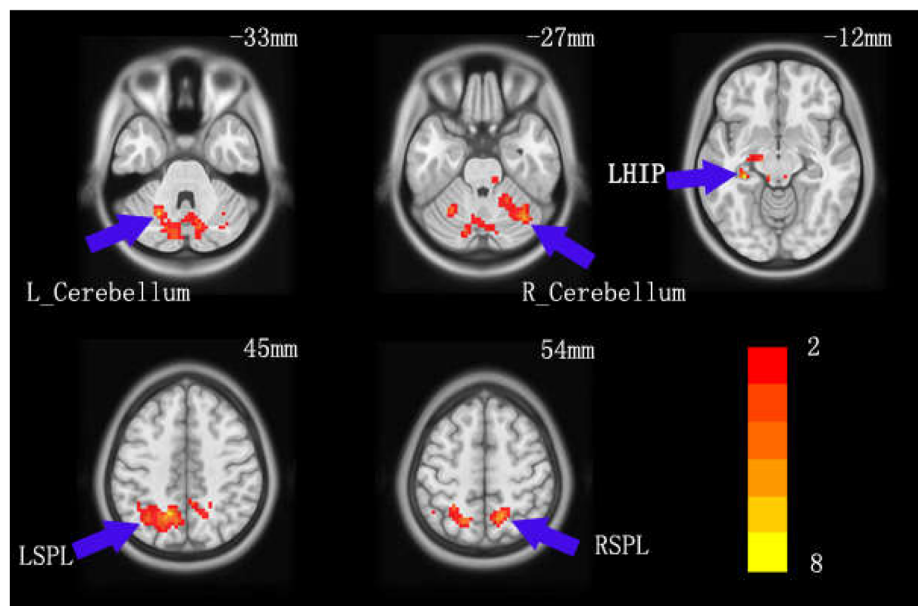 -33mm
-27mm
-12mm
LHIP
L_Cerebellum
R_Cerebellum
45mm
54mm
2
LSPL
RSPL
8